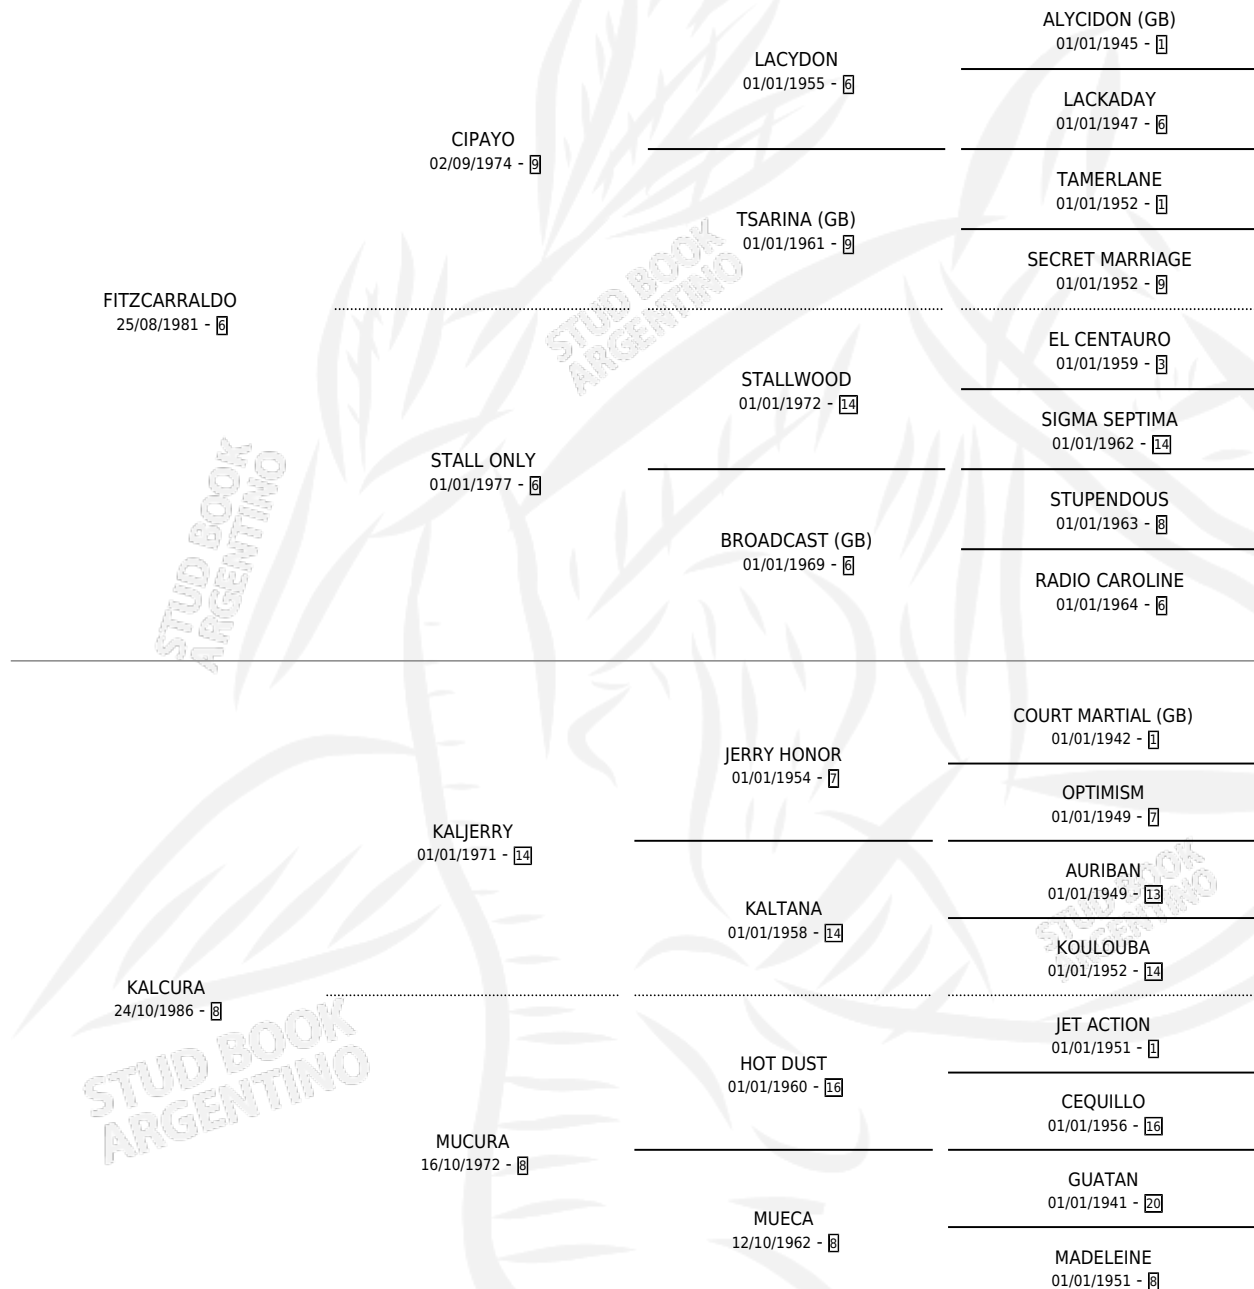 ALYCIDON (GB)
01/01/1945 - 1
LACYDON
01/01/1955 - 6
LACKADAY
01/01/1947 - 6
CIPAYO
02/09/1974 - 9
TAMERLANE
01/01/1952 - 1
TSARINA (GB)
01/01/1961 - 9
SECRET MARRIAGE
01/01/1952 - 9
FITZCARRALDO
25/08/1981 - 6
EL CENTAURO
01/01/1959 - 3
STALLWOOD
01/01/1972 - 14
SIGMA SEPTIMA
01/01/1962 - 14
STALL ONLY
01/01/1977 - 6
STUPENDOUS
01/01/1963 - 8
BROADCAST (GB)
01/01/1969 - 6
RADIO CAROLINE
01/01/1964 - 6
COURT MARTIAL (GB)
01/01/1942 - 1
JERRY HONOR
01/01/1954 - 7
OPTIMISM
01/01/1949 - 7
KALJERRY
01/01/1971 - 14
AURIBAN
01/01/1949 - 13
KALTANA
01/01/1958 - 14
KOULOUBA
01/01/1952 - 14
KALCURA
24/10/1986 - 8
JET ACTION
01/01/1951 - 1
HOT DUST
01/01/1960 - 16
CEQUILLO
01/01/1956 - 16
MUCURA
16/10/1972 - 8
GUATAN
01/01/1941 - 20
MUECA
12/10/1962 - 8
MADELEINE
01/01/1951 - 8
STUD BOOK
ARGENTINO
STUD BOOK
ARGENTINO
STUD BOOK
ARGENTINO
STUD BOOK
ARGENTINO